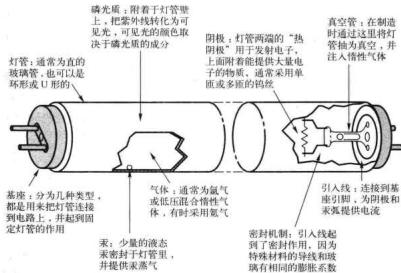 磷光质：附着于灯管壁
上，把紫外线转化为可
见光，可见光的颜色取
决于磷光质的成分
灯管：通常为直的
玻璃管，也可以是
环形或 U 形的
阴极：灯管两端的“热
阴极”用于发射电子，
上面附着能提供大量电
子的物质，通常采用单
匝或多匝的钨丝
真空管：在制造
时通过这里将灯
管抽为真空，并
注入惰性气体
基座：分为几种类型，
都是用来把灯管连接
到电路上，并起到固
定灯管的作用
汞：少量的液态
汞密封于灯管里，
并提供汞蒸气
气体：通常为氩气
或低压混合惰性气
体，有时采用氪气
密封机制：引入线起
到了密封作用，因为
特殊材料的导线和玻
璃有相同的膨胀系数
引入线：连接到基
座引脚，为阴极和
汞弧提供电流